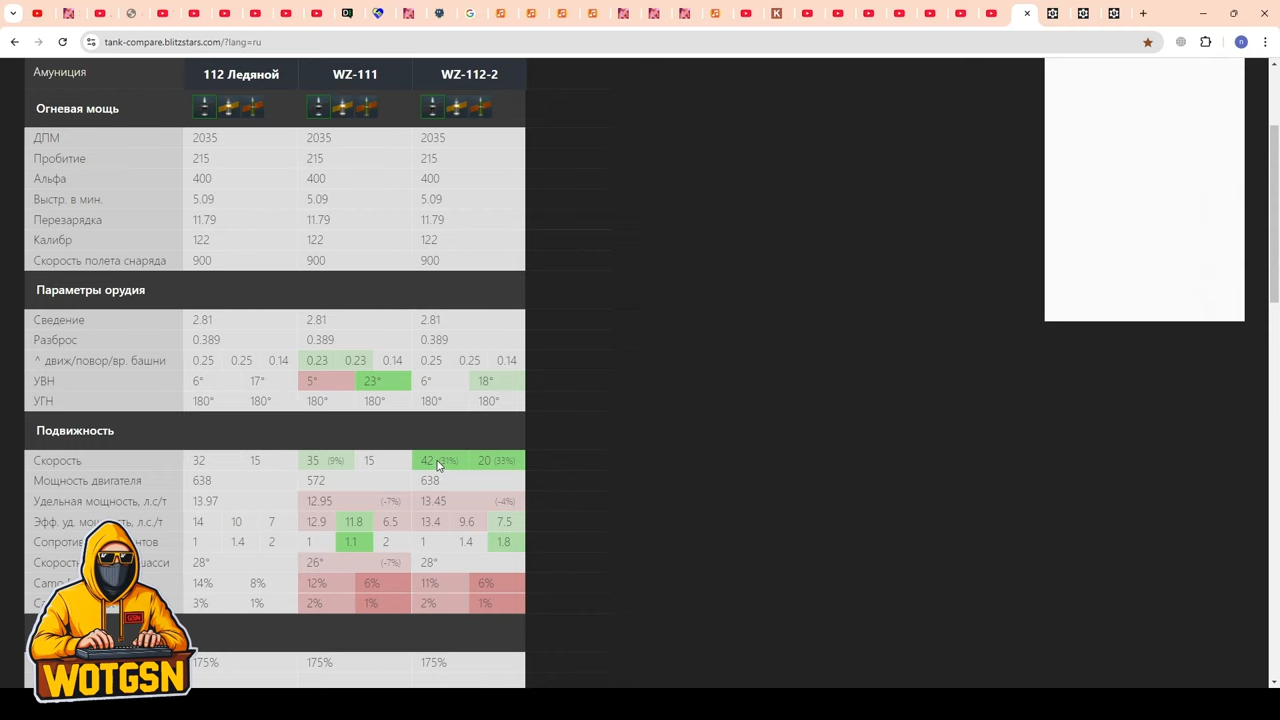 tank-compare.blitzstars.com/?lang=ru
Амуниция 112 Ледяной WZ-111 WZ-112-2
Огневая мощь
ДПМ 2035 2035 2035
Пробитие 215 215 215
Альфа 400 400 400
Выстр. в мин. 5.09 5.09 5.09
Перезарядка 11.79 11.79 11.79
Калибр 122 122 122
Скорость полета снаряда 900 900 900
Параметры орудия
Сведение 2.81 2.81 2.81
Разброс 0.389 0.389 0.389
^ движ/повор/вр. башни 0.25 0.25 0.14 0.23 0.23 0.14 0.25 0.25 0.14
УВН 6° 17° 5° 23° 6° 18°
УГН 180° 180° 180° 180° 180° 180°
Подвижность
Скорость 32 15 35 (9%) 15 42 (31%) 20 (33%)
Мощность двигателя 638 572 638
Удельная мощность, л.с/т 13.97 12.95 (-7%) 13.45 (-4%)
Эфф. уд. л.с./т 14 10 7 12.9 11.8 6.5 13.4 9.6 7.5
1 1.4 2 1 1.1 2 1 1.4 1.8
28° 26° (-7%) 28°
14% 8% 12% 6% 11% 6%
3% 1% 2% 1% 2% 1%
175% 175% 175%
GSN
WOTGSN